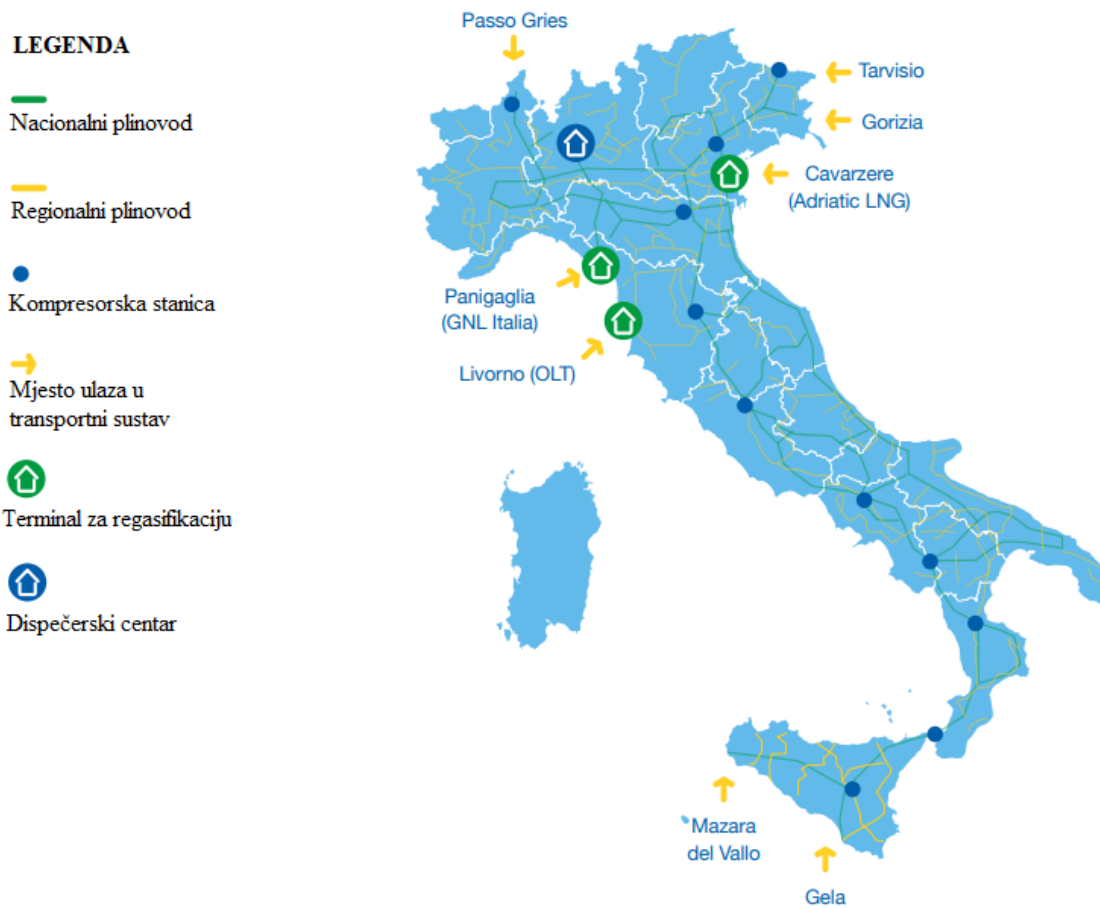 LEGENDA
Nacionalni plinovod
Regionalni plinovod
Kompresorska stanica
Mjesto ulaza u
transportni sustav
Terminal za regasifikaciju
Dispečerski centar
Passo Gries
Tarvisio
Gorizia
Cavarzere
(Adriatic LNG)
Panigaglia
(GNL Italia)
Livorno (OLT)
Mazara
del Vallo
Gela